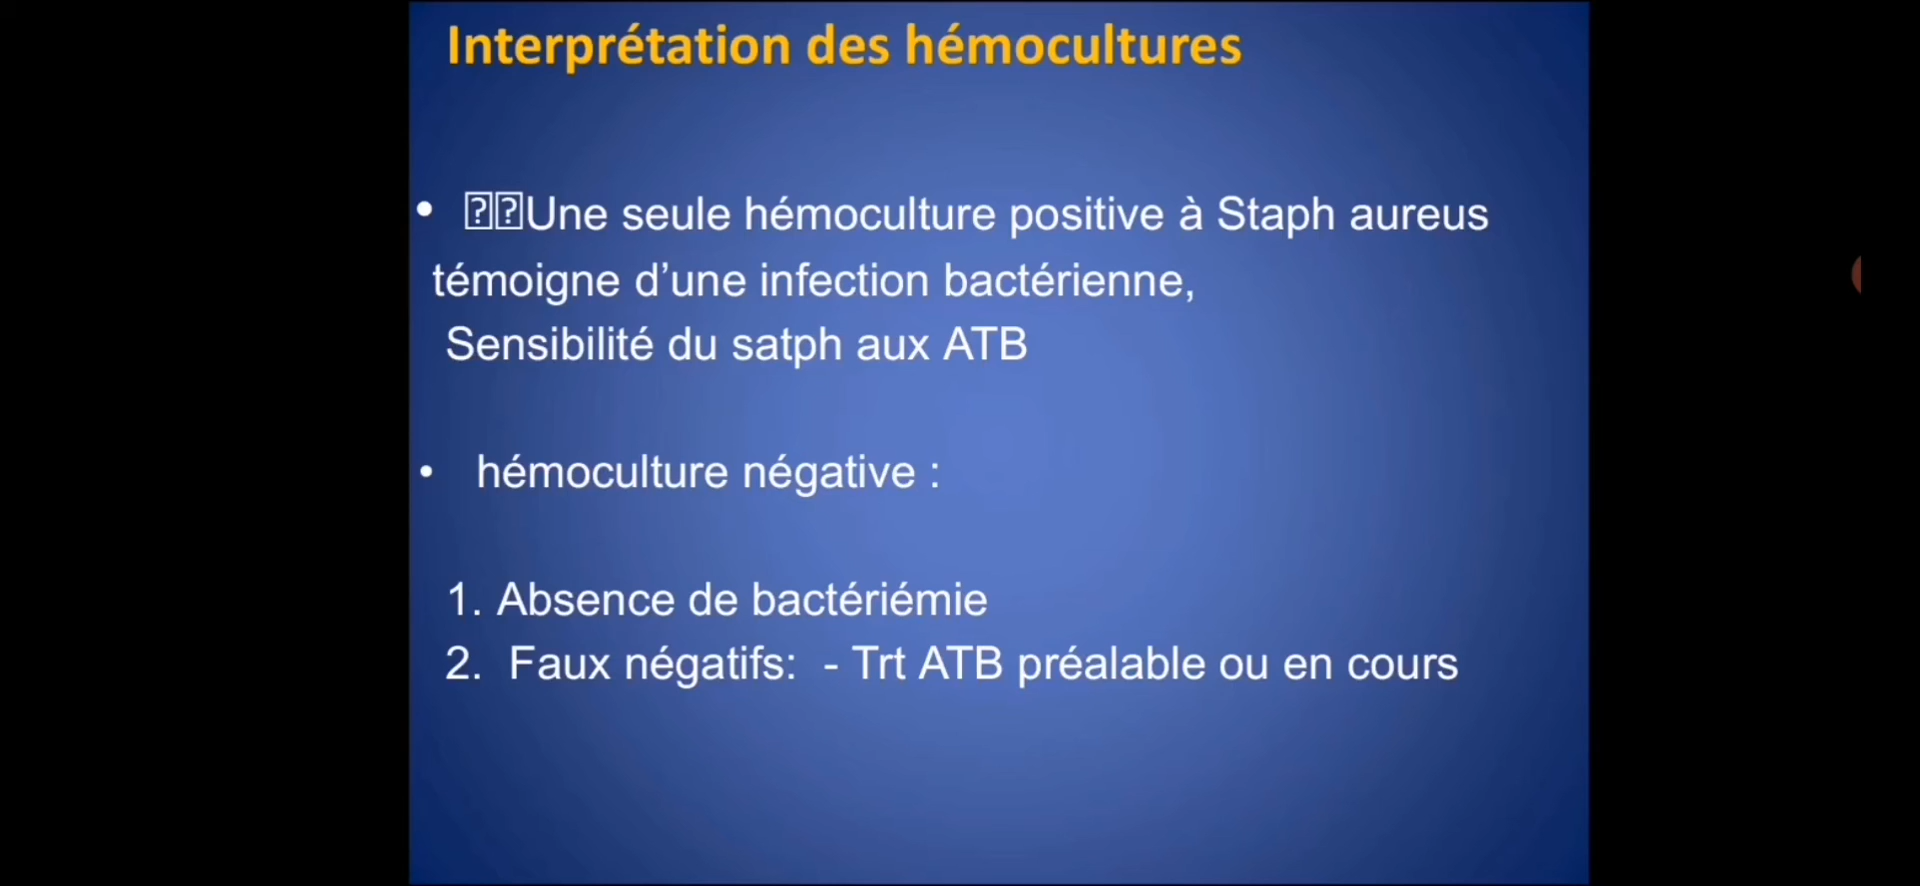 Interprétation des hémocultures
• ⍰⍰Une seule hémoculture positive à Staph aureus
témoigne d’une infection bactérienne,
Sensibilité du satph aux ATB
• hémoculture négative :
1. Absence de bactériémie
2. Faux négatifs: - Trt ATB préalable ou en cours